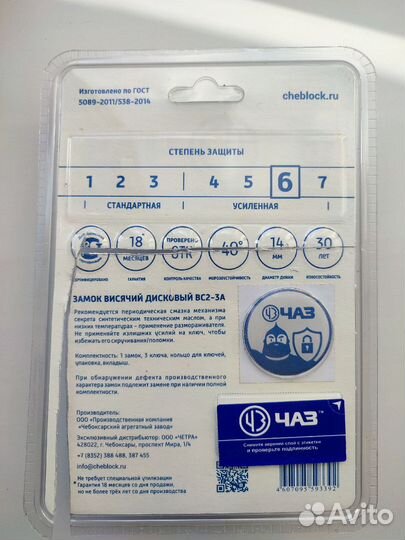 Изготовлено по ГОСТ
5089-2011/538-2014
cheblock.ru
СТЕПЕНЬ ЗАЩИТЫ
1 2 3 4 5 6 7
СТАНДАРТНАЯ УСИЛЕННАЯ
18 МЕСЯЦЕВ
ПРОВЕРЕНО ОТК
40°
14 ММ
30 ЛЕТ
ГАРАНТИЯ
КОНТРОЛЬ КАЧЕСТВА
МОРОЗОСТОЙКОСТЬ
ДИАМЕТР ДУЖКИ
ИЗНОСОСТОЙКОСТЬ
ЗАМОК ВИСЯЧИЙ ДИСКОВЫЙ ВС2-3А
Рекомендуется периодическая смазка механизма
секрета синтетическим техническим маслом, а при
низких температурах - применение размораживателя.
Не прилагайте излишних усилий на ключ, чтобы
избежать его скручивания/поломки.
Комплектность: 1 замок, 3 ключа, кольцо для ключей,
упаковка, вкладыш.
При обнаружении дефекта производственного
характера замок подлежит замене при наличии полной
комплектности.
ЧАЗ
Производитель:
ООО «Производственная компания
«Чебоксарский агрегатный завод»
Эксклюзивный дистрибьютор: ООО "ЧЕТРА"
428022, г. Чебоксары, проспект Мира, 1/4
+7 (8352) 388 488, 387 455
info@cheblock.ru
Не требует специальной утилизации
* Гарантия 18 месяцев со дня продажи,
но не более трёх лет со дня производства
ЧАЗ
Снимите верхний слой с этикетки
и проверьте подлинность
4 607095 593392
Avito